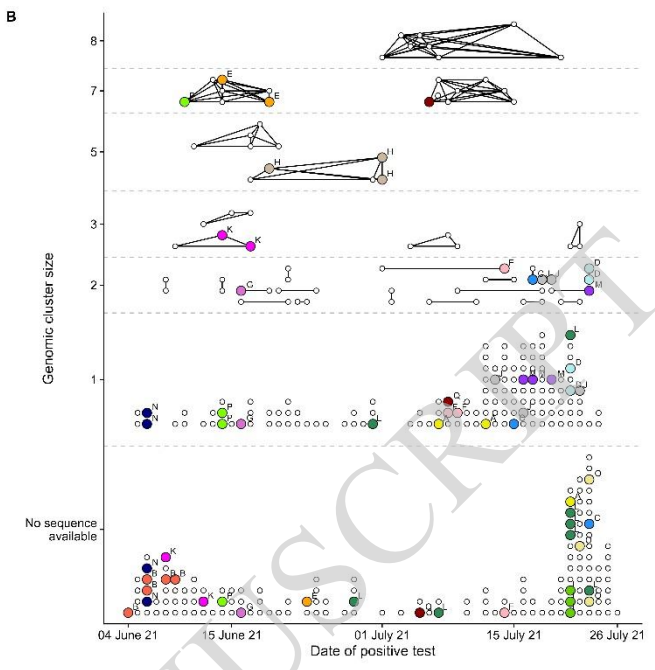 B
8
E
E
7
H
5
H
H
3
K
K
F
D
D
2
G
M
L
D
1
M
N
P
N
L
A
No sequence
available
K
O
A
C
N
B
B
B
B
N
K
P
E
F
04 June 21
15 June 21
01 July 21
15 July 21
26 July 21
Genomic cluster size
Date of positive test
USCRIPT